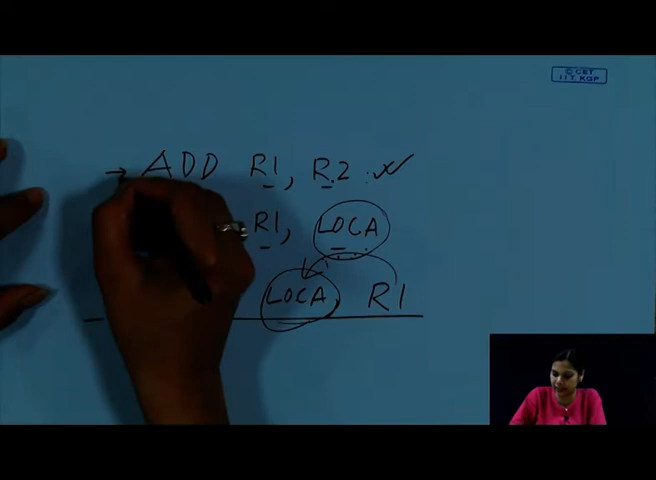 © CET
I.I.T. KGP
→ ADD R1, R2
R1, LOCA
LOCA, R1